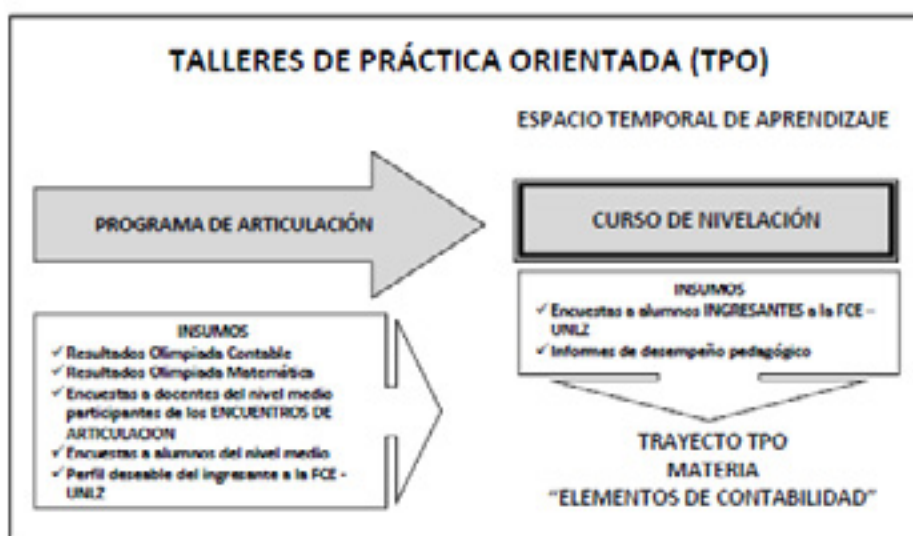 TALLERES DE PRÁCTICA ORIENTADA (TPO)
ESPACIO TEMPORAL DE APRENDIZAJE
PROGRAMA DE ARTICULACIÓN
CURSO DE NIVELACIÓN
INSUMOS
✓ Resultados Olimpiada Contable
✓ Resultados Olimpiada Matemática
✓ Encuestas a docentes del nivel medio
participantes de los ENCUENTROS DE
ARTICULACION
✓ Encuestas a alumnos del nivel medio
✓ Perfil deseable del ingresante a la FCE -
UNLZ
INSUMOS
✓ Encuestas a alumnos INGRESANTES a la FCE –
UNLZ
✓ Informes de desempeño pedagógico
TRAYECTO TPO
MATERIA
“ELEMENTOS DE CONTABILIDAD”